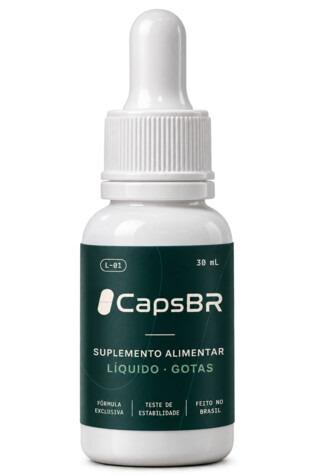 L-01
30 mL
CapsBR
SUPLEMENTO ALIMENTAR
LÍQUIDO · GOTAS
FÓRMULA EXCLUSIVA
TESTE DE ESTABILIDADE
FEITO NO BRASIL